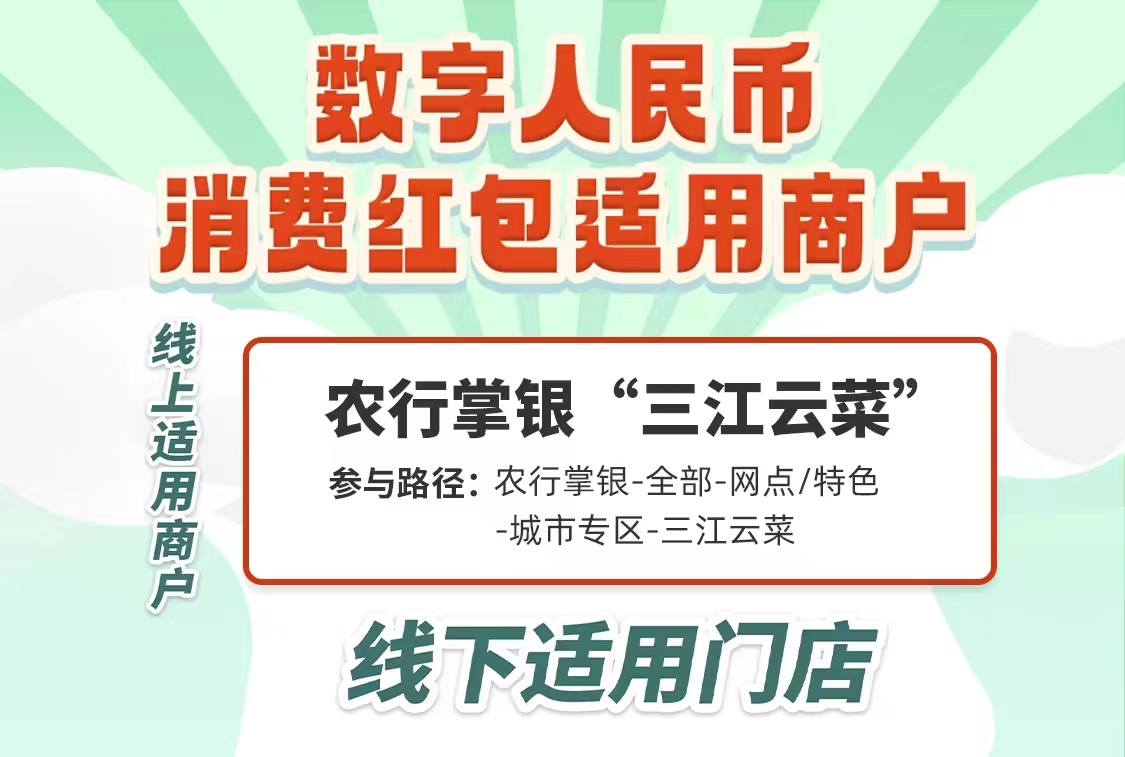 数字人民币
消费红包适用商户
线上适用商户
农行掌银“三江云菜”
参与路径：农行掌银-全部-网点/特色
-城市专区-三江云菜
线下适用门店